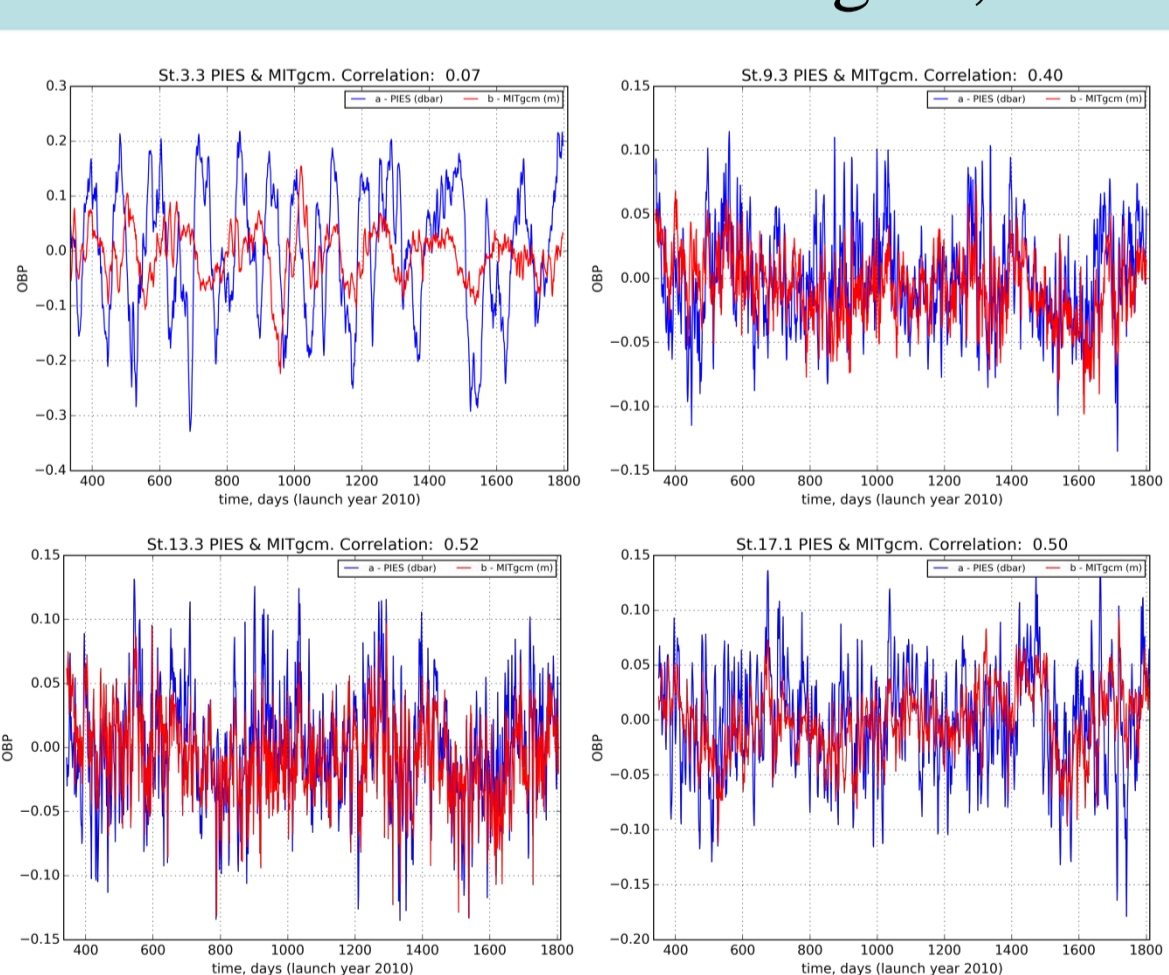 St.3.3 PIES & MITgcm. Correlation: 0.07
a - PIES (dbar) b - MITgcm (m)
0.3
0.2
0.1
0.0
−0.1
−0.2
−0.3
−0.4
OBP
400 600 800 1000 1200 1400 1600 1800
time, days (launch year 2010)
St.9.3 PIES & MITgcm. Correlation: 0.40
a - PIES (dbar) b - MITgcm (m)
0.15
0.10
0.05
0.00
−0.05
−0.10
−0.15
OBP
400 600 800 1000 1200 1400 1600 1800
time, days (launch year 2010)
St.13.3 PIES & MITgcm. Correlation: 0.52
a - PIES (dbar) b - MITgcm (m)
0.15
0.10
0.05
0.00
−0.05
−0.10
−0.15
OBP
400 600 800 1000 1200 1400 1600 1800
time, days (launch year 2010)
St.17.1 PIES & MITgcm. Correlation: 0.50
a - PIES (dbar) b - MITgcm (m)
0.15
0.10
0.05
0.00
−0.05
−0.10
−0.15
−0.20
OBP
400 600 800 1000 1200 1400 1600 1800
time, days (launch year 2010)